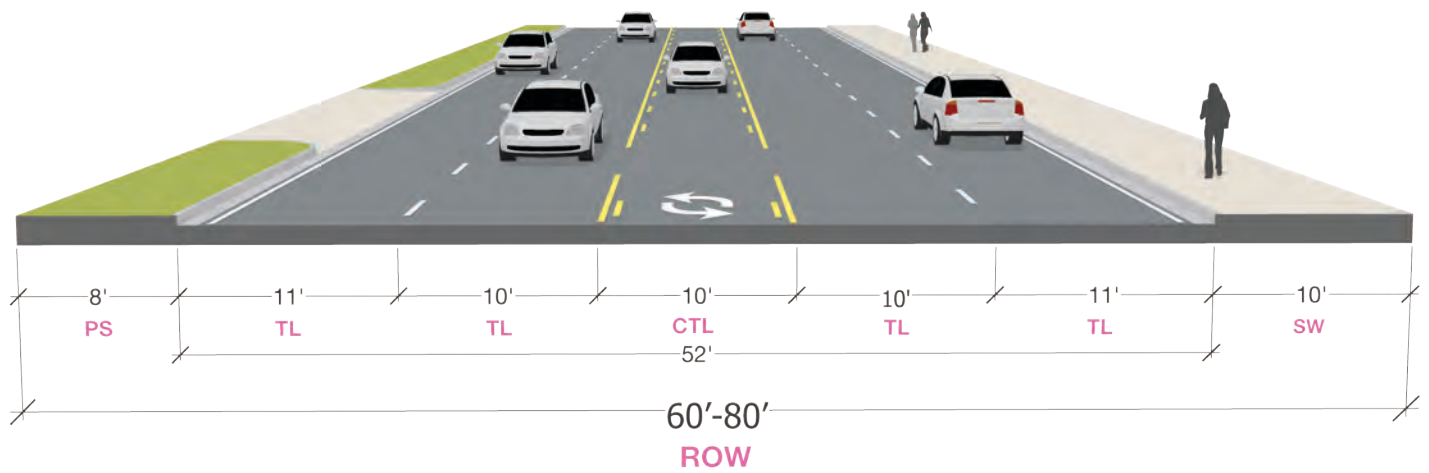 8' 11' 10' 10' 10' 11' 10'
PS TL TL CTL TL TL SW
52'
60'-80'
ROW